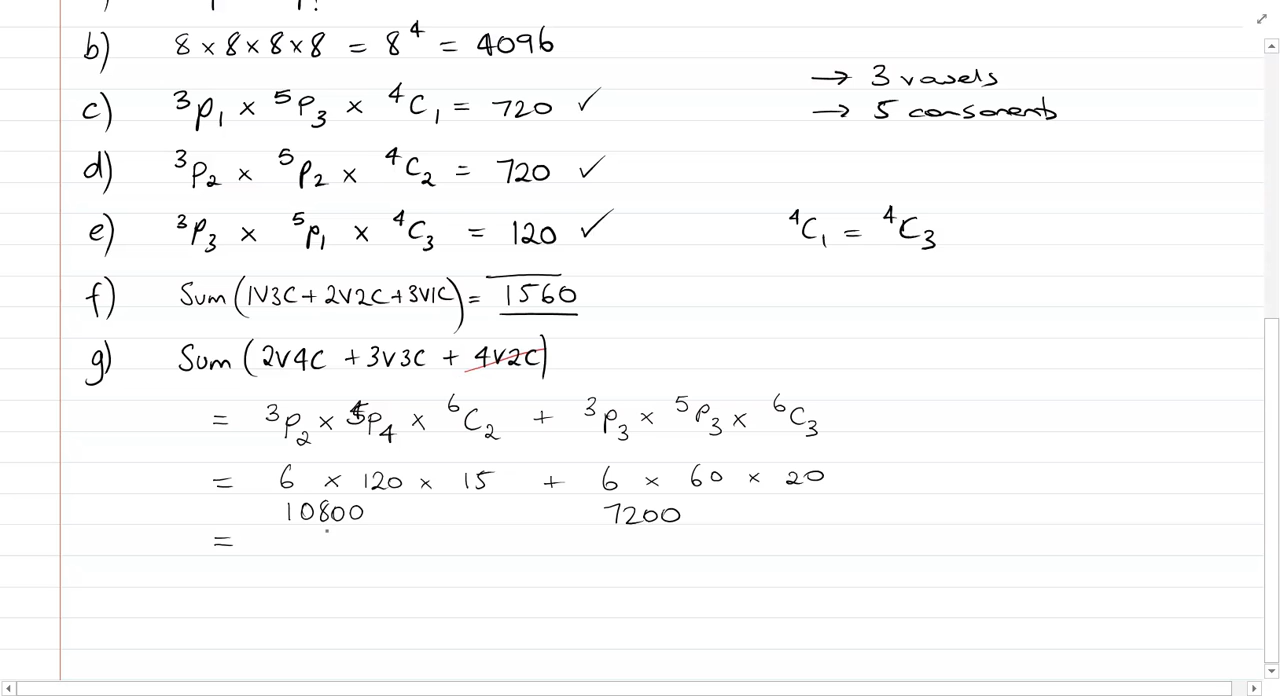 b) 8 × 8 × 8 × 8 = 8⁴ = 4096
→ 3 vowels
→ 5 consonents
c) ³P₁ × ⁵P₃ × ⁴C₁ = 720 ✓
d) ³P₂ × ⁵P₂ × ⁴C₂ = 720 ✓
e) ³P₃ × ⁵P₁ × ⁴C₃ = 120 ✓
⁴C₁ = ⁴C₃
f) Sum (1V3C + 2V2C + 3V1C) = 1560
g) Sum (2V4C + 3V3C + 4V2C)
= ³P₂ × ⁵P₄ × ⁶C₂ + ³P₃ × ⁵P₃ × ⁶C₃
= 6 × 120 × 15 + 6 × 60 × 20
10800 7200
=